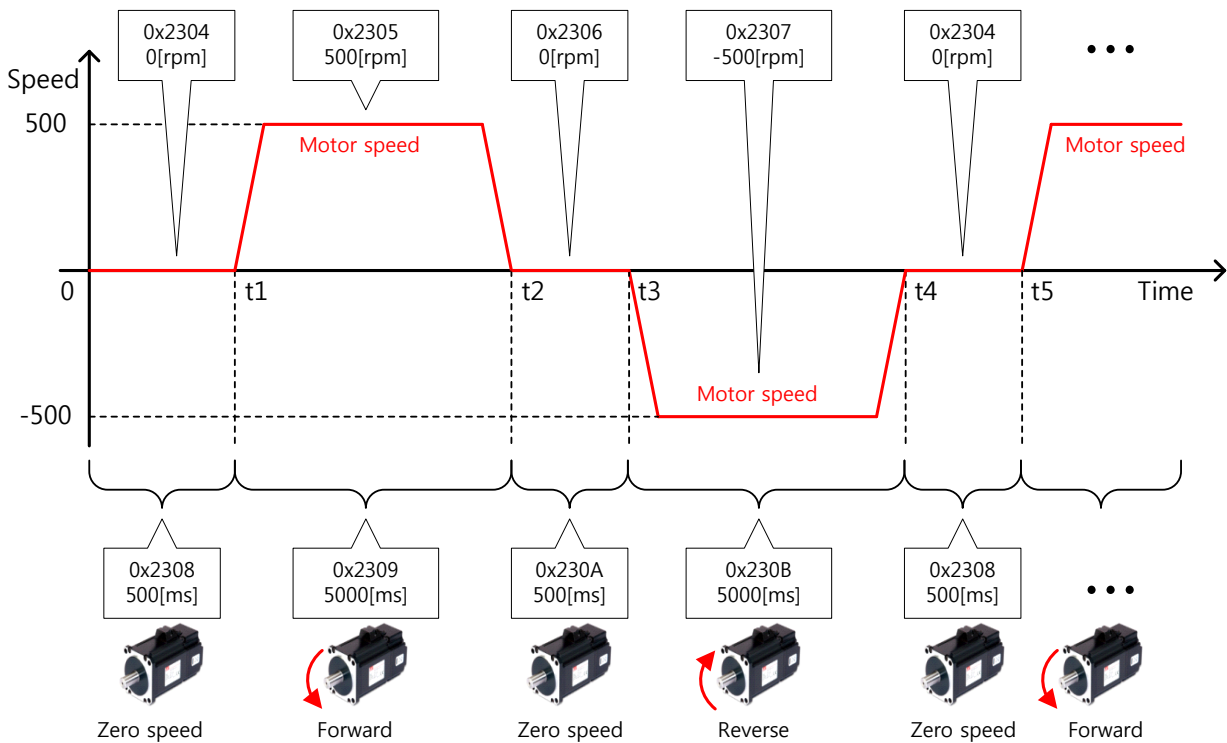 0x2304
0[rpm]
0x2305
500[rpm]
0x2306
0[rpm]
0x2307
-500[rpm]
0x2304
0[rpm]
•••
Speed
500
Motor speed
Motor speed
0
t1
t2
t3
t4
t5
Time
Motor speed
-500
0x2308
500[ms]
0x2309
5000[ms]
0x230A
500[ms]
0x230B
5000[ms]
0x2308
500[ms]
•••
Zero speed
Forward
Zero speed
Reverse
Zero speed
Forward